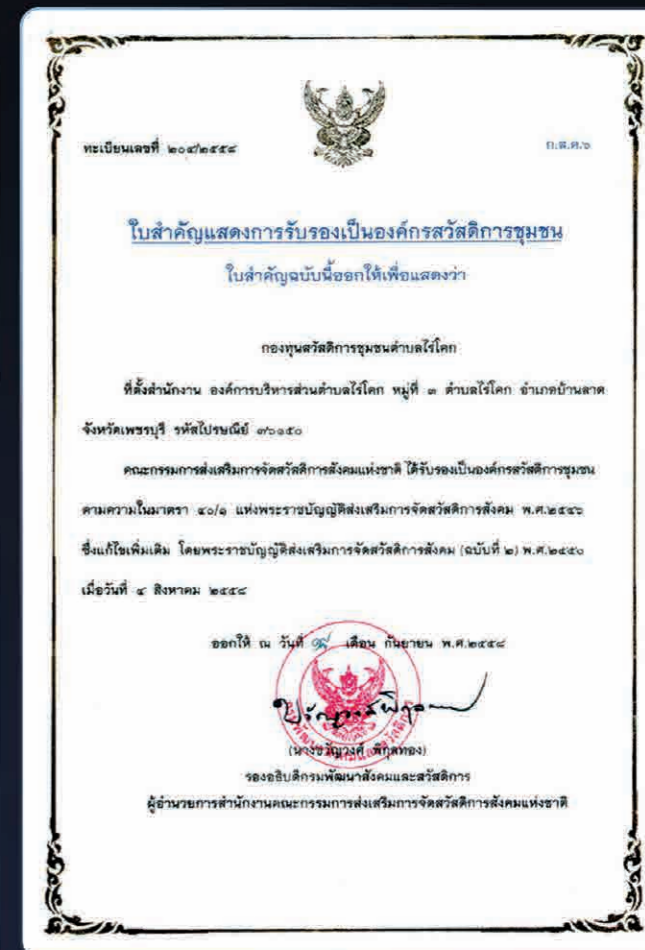 ทะเบียนเลขที่ ๒๐๔/๒๕๕๘
ก.ส.ค.๖
ใบสำคัญแสดงการรับรองเป็นองค์กรสวัสดิการชุมชน
ใบสำคัญฉบับนี้ออกให้เพื่อแสดงว่า
กองทุนสวัสดิการชุมชนตำบลไร่โคก
ที่ตั้งสำนักงาน องค์การบริหารส่วนตำบลไร่โคก หมู่ที่ ๓ ตำบลไร่โคก อำเภอบ้านลาด
จังหวัดเพชรบุรี รหัสไปรษณีย์ ๗๖๑๕๐
คณะกรรมการส่งเสริมการจัดสวัสดิการสังคมแห่งชาติ ได้รับรองเป็นองค์กรสวัสดิการชุมชน
ตามความในมาตรา ๔๐/๑ แห่งพระราชบัญญัติส่งเสริมการจัดสวัสดิการสังคม พ.ศ.๒๕๔๖
ซึ่งแก้ไขเพิ่มเติม โดยพระราชบัญญัติส่งเสริมการจัดสวัสดิการสังคม (ฉบับที่ ๒) พ.ศ.๒๕๕๐
เมื่อวันที่ ๔ สิงหาคม ๒๕๕๘
ออกให้ ณ วันที่ เดือน กันยายน พ.ศ.๒๕๕๘
(นางขวัญวงศ์ พิกุลทอง)
รองอธิบดีกรมพัฒนาสังคมและสวัสดิการ
ผู้อำนวยการสำนักงานคณะกรรมการส่งเสริมการจัดสวัสดิการสังคมแห่งชาติ